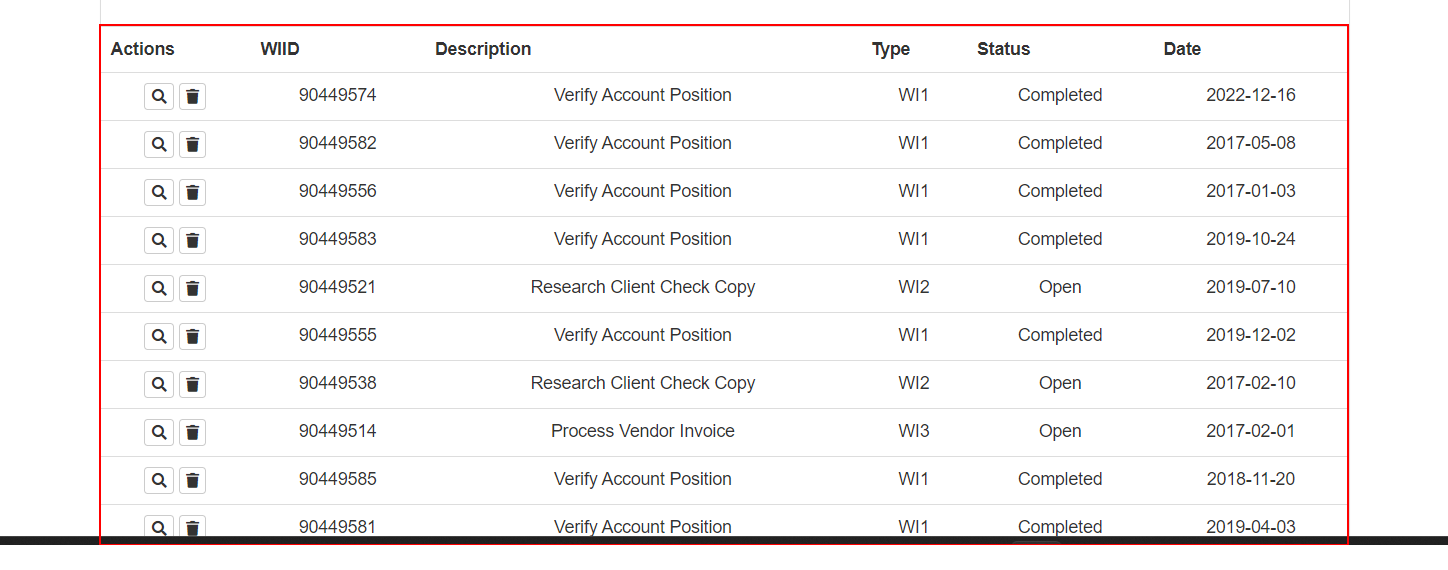 Actions WIID Description Type Status Date
90449574 Verify Account Position WI1 Completed 2022-12-16
90449582 Verify Account Position WI1 Completed 2017-05-08
90449556 Verify Account Position WI1 Completed 2017-01-03
90449583 Verify Account Position WI1 Completed 2019-10-24
90449521 Research Client Check Copy WI2 Open 2019-07-10
90449555 Verify Account Position WI1 Completed 2019-12-02
90449538 Research Client Check Copy WI2 Open 2017-02-10
90449514 Process Vendor Invoice WI3 Open 2017-02-01
90449585 Verify Account Position WI1 Completed 2018-11-20
90449581 Verify Account Position WI1 Completed 2019-04-03